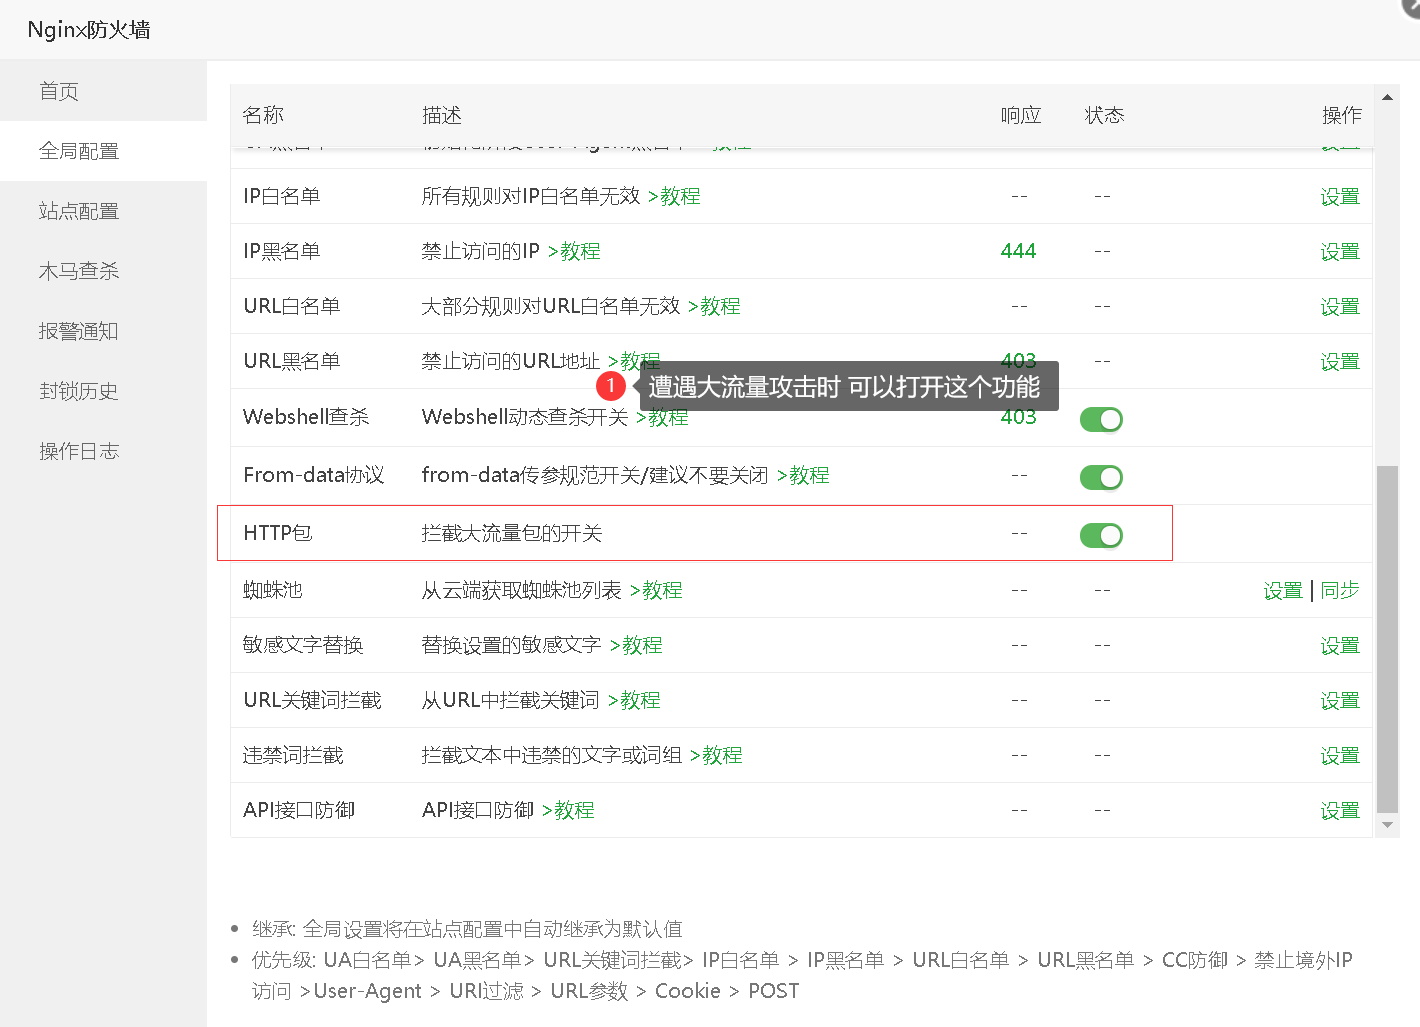 Nginx防火墙
首页
全局配置
站点配置
木马查杀
报警通知
封锁历史
操作日志
名称 描述 响应 状态 操作
IP白名单 所有规则对IP白名单无效 >教程 -- -- 设置
IP黑名单 禁止访问的IP >教程 444 -- 设置
URL白名单 大部分规则对URL白名单无效 >教程 -- -- 设置
URL黑名单 禁止访问的URL地址 >教程 403 -- 设置
1 遭遇大流量攻击时 可以打开这个功能
Webshell查杀 Webshell动态查杀开关 >教程 403
From-data协议 from-data传参规范开关/建议不要关闭 >教程 --
HTTP包 拦截大流量包的开关 --
蜘蛛池 从云端获取蜘蛛池列表 >教程 -- -- 设置 | 同步
敏感文字替换 替换设置的敏感文字 >教程 -- -- 设置
URL关键词拦截 从URL中拦截关键词 >教程 -- -- 设置
违禁词拦截 拦截文本中违禁的文字或词组 >教程 -- -- 设置
API接口防御 API接口防御 >教程 -- -- 设置
继承: 全局设置将在站点配置中自动继承为默认值
优先级: UA白名单> UA黑名单> URL关键词拦截> IP白名单 > IP黑名单 > URL白名单 > URL黑名单 > CC防御 > 禁止境外IP
访问 >User-Agent > URI过滤 > URL参数 > Cookie > POST